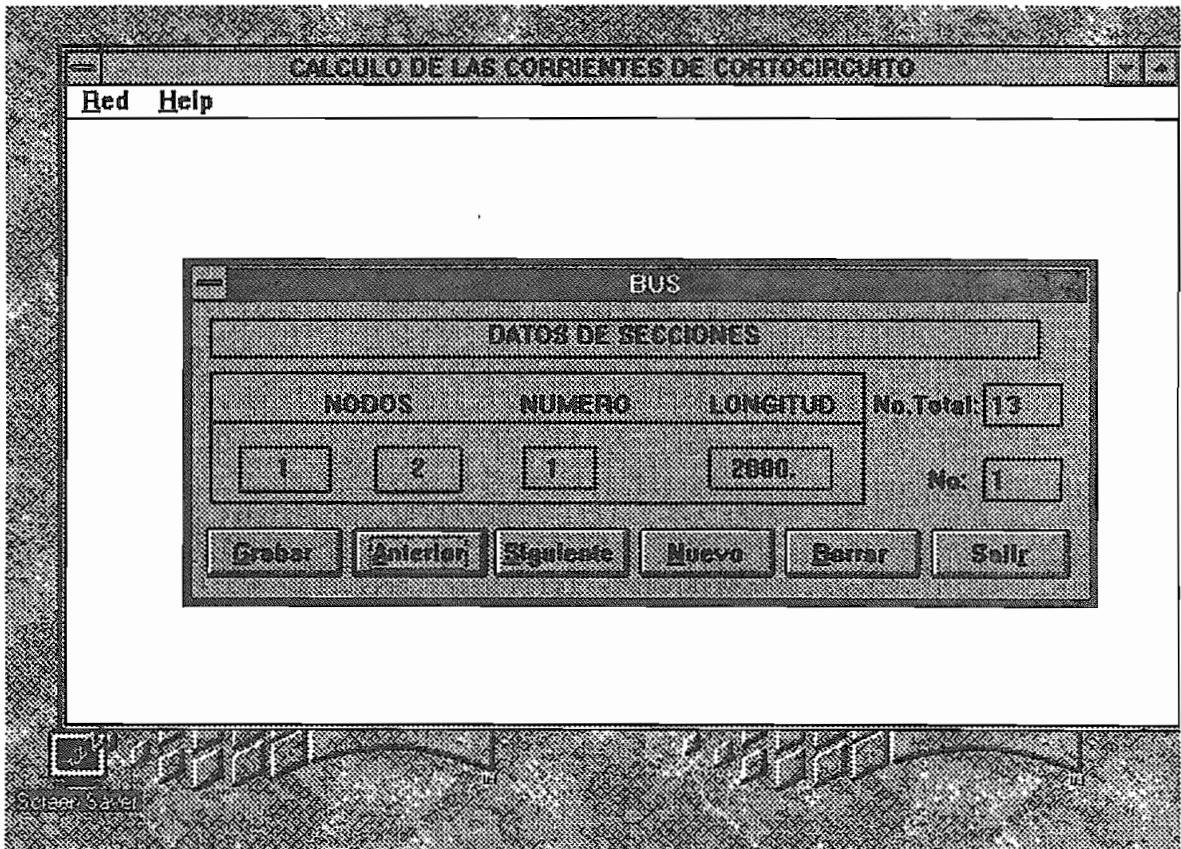 CALCULO DE LAS CORRIENTES DE CORTOCIRCUITO
Red Help
BUS
DATOS DE SECCIONES
NODOS NUMERO LONGITUD No.Total: 13
1 2 1 2000. No: 1
Grabar Anterior Siguiente Nuevo Borrar Salir
Screen Saver